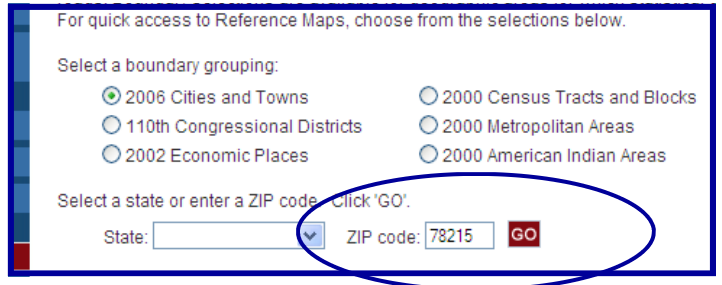 For quick access to Reference Maps, choose from the selections below.
Select a boundary grouping:
2006 Cities and Towns
2000 Census Tracts and Blocks
110th Congressional Districts
2000 Metropolitan Areas
2002 Economic Places
2000 American Indian Areas
Select a state or enter a ZIP code. Click 'GO'.
State: ZIP code: 78215 GO